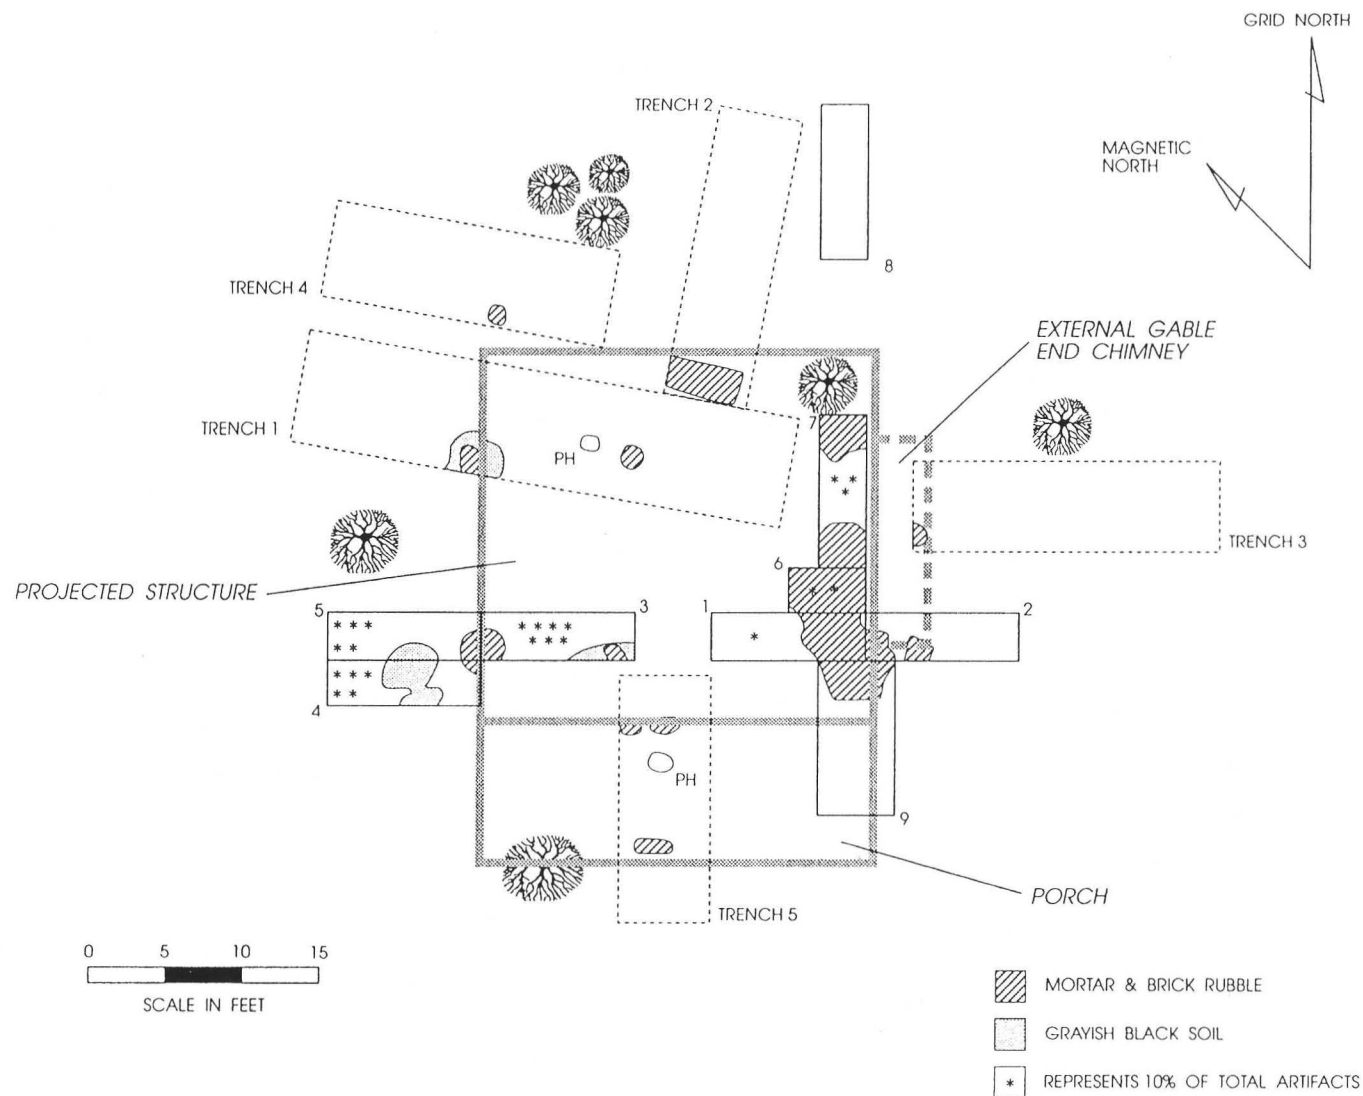 GRID NORTH
TRENCH 2
MAGNETIC
NORTH
8
TRENCH 4
EXTERNAL GABLE
END CHIMNEY
TRENCH 1
7
PH
TRENCH 3
6
PROJECTED STRUCTURE
5
3
1
2
4
PH
9
PORCH
TRENCH 5
0 5 10 15
SCALE IN FEET
MORTAR & BRICK RUBBLE
GRAYISH BLACK SOIL
* REPRESENTS 10% OF TOTAL ARTIFACTS